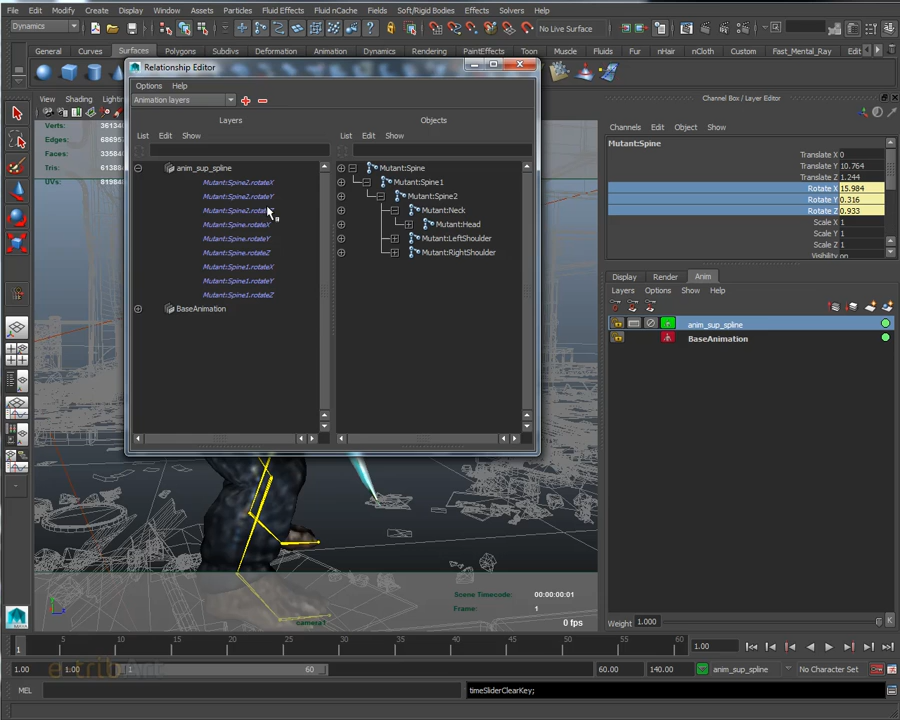 File Edit Modify Create Display Window Assets Particles Fluid Effects Fluid nCache Fields Soft/Rigid Bodies Effects Solvers Help
Dynamics
No Live Surface
General Curves Surfaces Polygons Subdivs Deformation Animation Dynamics Rendering PaintEffects Toon Muscle Fluids Fur nHair nCloth Custom Fast_Mental_Ray Edit
Relationship Editor
Options Help
Animation layers
Layers
Objects
List Edit Show
List Edit Show
anim_sup_spline
Mutant:Spine2.rotateX
Mutant:Spine2.rotateY
Mutant:Spine2.rotate
Mutant:Spine.rotateX
Mutant:Spine.rotateY
Mutant:Spine.rotateZ
Mutant:Spine1.rotateX
Mutant:Spine1.rotateY
Mutant:Spine1.rotateZ
BaseAnimation
Mutant:Spine
Mutant:Spine1
Mutant:Spine2
Mutant:Neck
Mutant:Head
Mutant:LeftShoulder
Mutant:RightShoulder
View Shading
Verts: 36134
Edges: 68695
Faces: 33584
Tris: 61388
UVs: 81989
Channel Box / Layer Editor
Channels Edit Object Show
Mutant:Spine
Translate X 0
Translate Y 10.764
Translate Z 1.244
Rotate X 15.984
Rotate Y 0.316
Rotate Z 0.933
Scale X 1
Scale Y 1
Scale Z 1
Visibility on
Display Render Anim
Layers Options Show Help
anim_sup_spline
BaseAnimation
Weight: 1.000
Scene Timecode: 00:00:00:01
Frame: 1
camera1
0 fps
1 5 10 15 20 25 30 35 40 45 50 55 60
1.00
1.00 1.00 1 60 60.00 140.00 anim_sup_spline No Character Set
MEL
timeSliderClearKey;